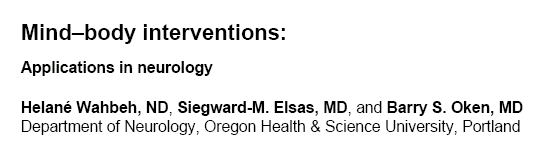 Mind–body interventions:
Applications in neurology
Helané Wahbeh, ND, Siegward-M. Elsas, MD, and Barry S. Oken, MD
Department of Neurology, Oregon Health & Science University, Portland